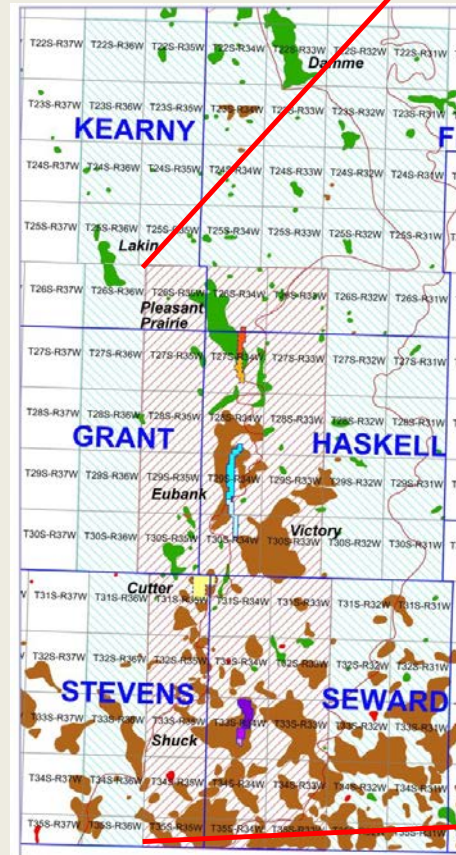 T22S-R37W T22S-R36W T22S-R35W T22S-R34W T22S-R33W T22S-R32W T22S-R31W
Damme
T23S-R37W T23S-R36W T23S-R35W T23S-R34W T23S-R33W T23S-R32W T23S-R31W
KEARNY F
T24S-R37W T24S-R36W T24S-R35W T24S-R34W T24S-R33W T24S-R32W T24S-R31W
T25S-R37W T25S-R36W T25S-R35W T25S-R34W T25S-R33W T25S-R32W T25S-R31W
Lakin
T26S-R37W T26S-R36W T26S-R35W T26S-R34W T26S-R33W T26S-R32W T26S-R31W
Pleasant
Prairie
T27S-R37W T27S-R36W T27S-R35W T27S-R34W T27S-R33W T27S-R32W T27S-R31W
T28S-R37W T28S-R36W T28S-R35W T28S-R34W T28S-R33W T28S-R32W T28S-R31W
GRANT HASKELL
T29S-R37W T29S-R36W T29S-R35W T29S-R34W T29S-R33W T29S-R32W T29S-R31W
Eubank
Victory
T30S-R37W T30S-R36W T30S-R35W T30S-R34W T30S-R33W T30S-R32W T30S-R31W
Cutter
T31S-R37W T31S-R36W T31S-R35W T31S-R34W T31S-R33W T31S-R32W T31S-R31W
T32S-R37W T32S-R36W T32S-R35W T32S-R34W T32S-R33W T32S-R32W T32S-R31W
STEVENS SEWARD
T33S-R37W T33S-R36W T33S-R35W T33S-R34W T33S-R33W T33S-R32W T33S-R31W
Shuck
T34S-R37W T34S-R36W T34S-R35W T34S-R34W T34S-R33W T34S-R32W T34S-R31W
T35S-R37W T35S-R36W T35S-R35W T35S-R34W T35S-R33W T35S-R31W